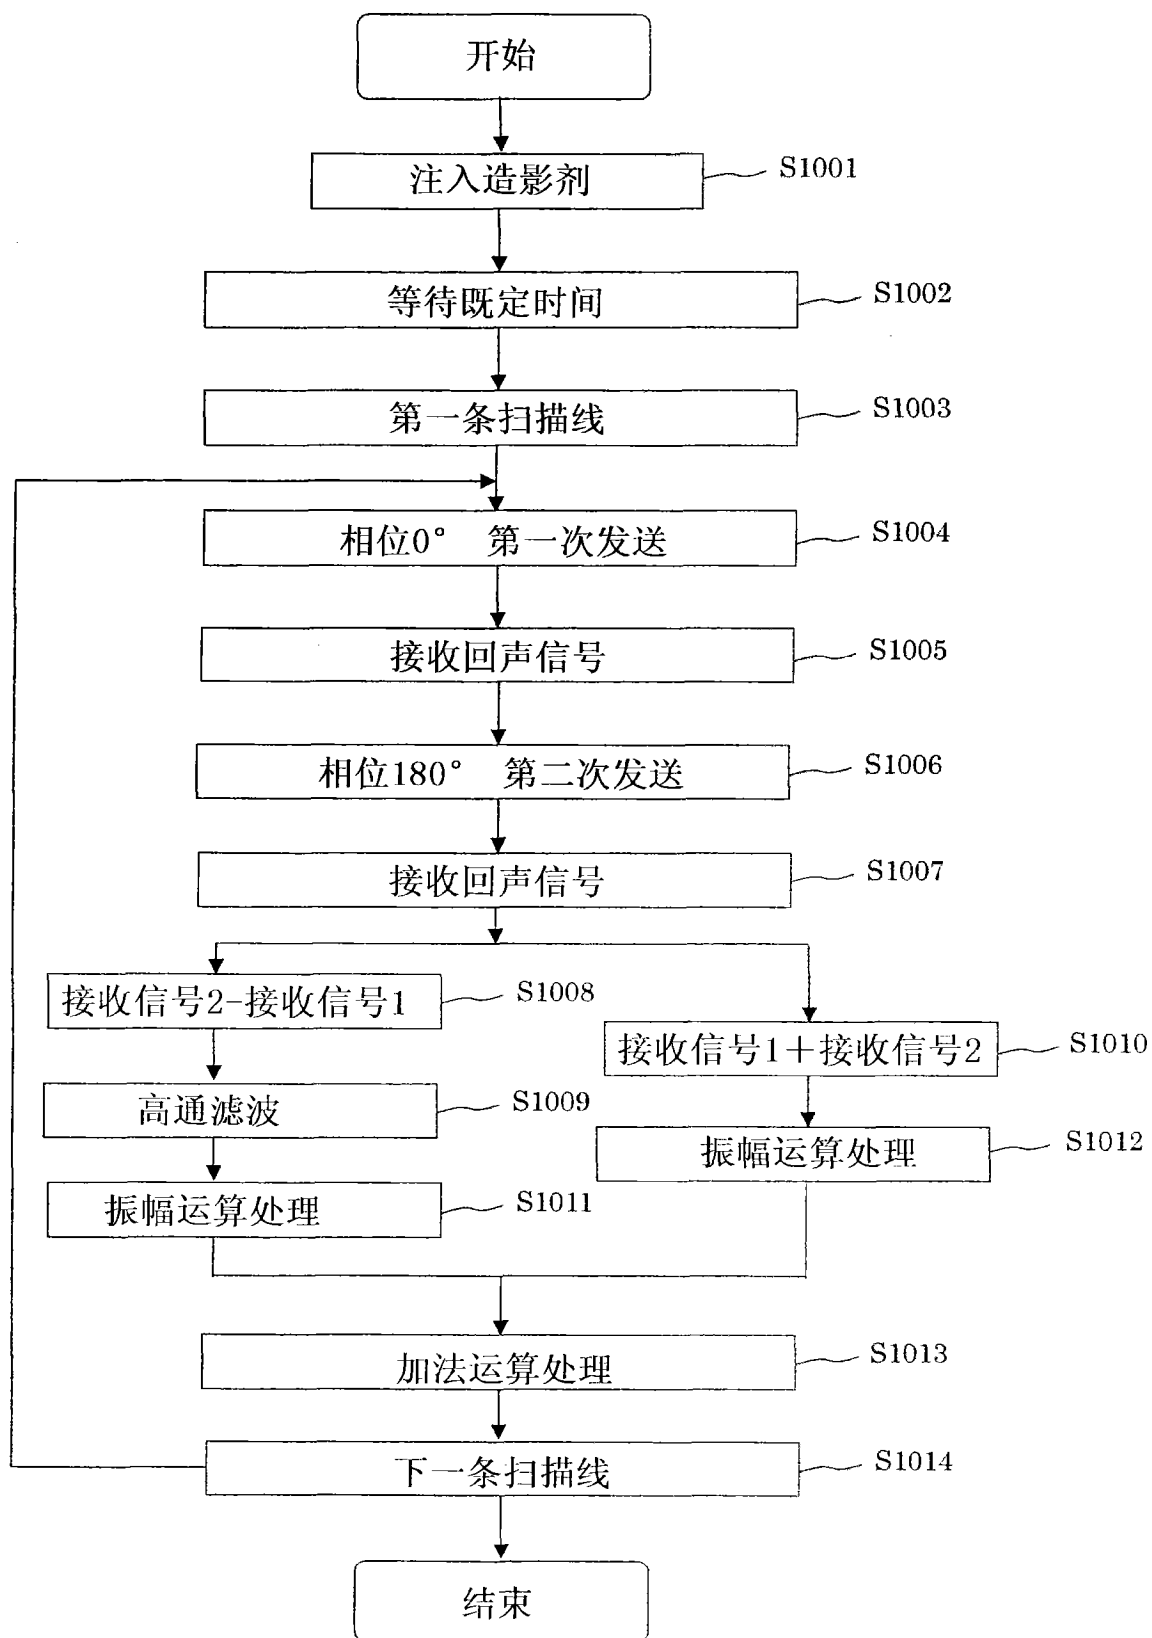 开始
注入造影剂
S1001
等待既定时间
S1002
第一条扫描线
S1003
相位0° 第一次发送
S1004
接收回声信号
S1005
相位180° 第二次发送
S1006
接收回声信号
S1007
接收信号2-接收信号1
S1008
接收信号1+接收信号2
S1010
高通滤波
S1009
振幅运算处理
S1012
振幅运算处理
S1011
加法运算处理
S1013
下一条扫描线
S1014
结束